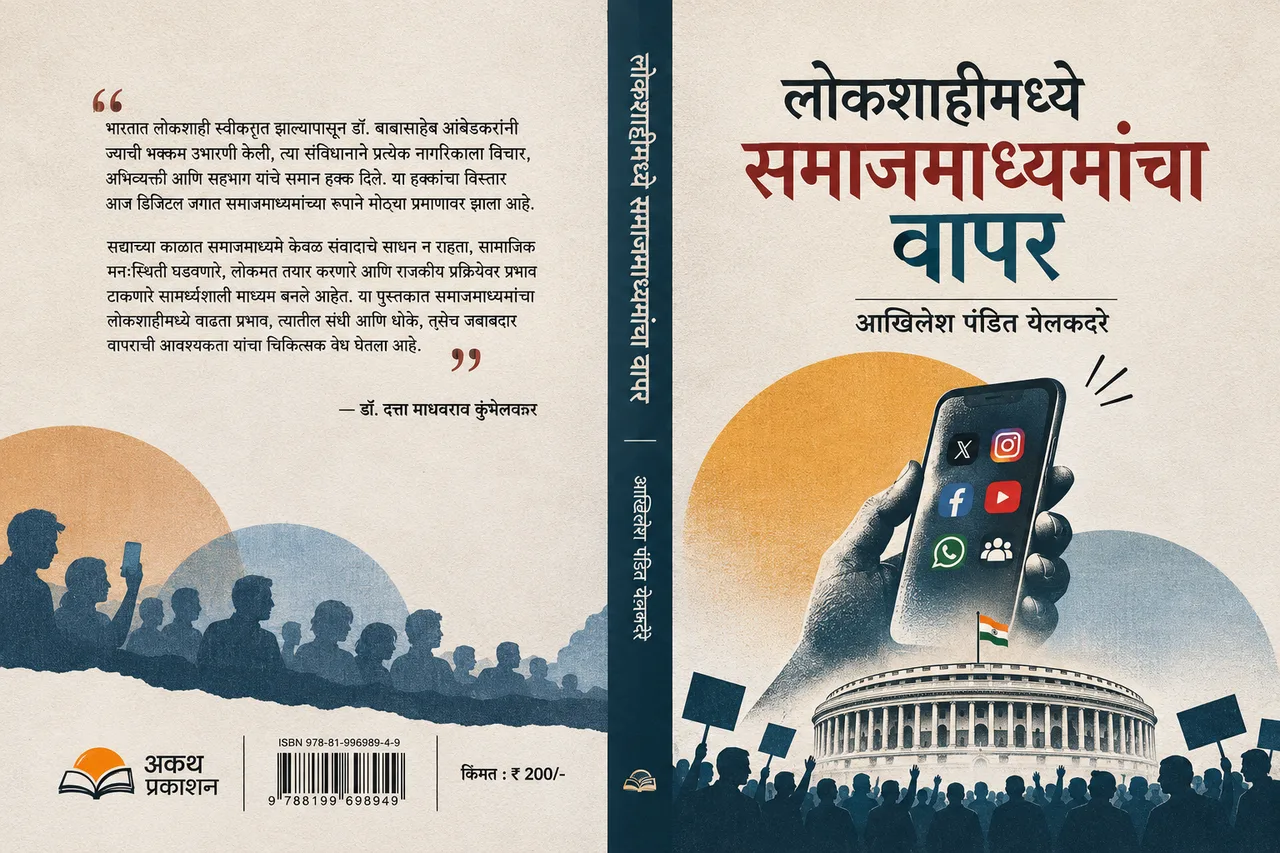 “
भारतात लोकशाही स्वीकृत झाल्यापासून डॉ. बाबासाहेब आंबेडकरांनी
ज्याची भक्कम उभारणी केली, त्या संविधानाने प्रत्येक नागरिकाला विचार,
अभिव्यक्ती आणि सहभाग यांचे समान हक्क दिले. या हक्कांचा विस्तार
आज डिजिटल जगात समाजमाध्यमांच्या रूपाने मोठ्या प्रमाणावर झाला आहे.
सद्याच्या काळात समाजमाध्यमे केवळ संवादाचे साधन न राहता, सामाजिक
मनःस्थिती घडवणारे, लोकमत तयार करणारे आणि राजकीय प्रक्रियेवर प्रभाव
टाकणारे सामर्थ्यशाली माध्यम बनले आहेत. या पुस्तकात समाजमाध्यमांचा
लोकशाहीमध्ये वाढता प्रभाव, त्यातील संधी आणि धोके, तसेच जबाबदार
वापराची आवश्यकता यांचा चिकित्सक वेध घेतला आहे.
”
— डॉ. दत्ता माधवराव
अकथ
प्रकाशन
ISBN 978-81-996989-4-9
9 788199 698949
किंमत : ₹ 200/-
लोकशाहीमध्ये समाजमाध्यमांचा वापर
आखिलेश पंडित येलकदरे
लोकशाहीमध्ये
समाजमाध्यमांचा
वापर
आखिलेश पंडित येलकदरे